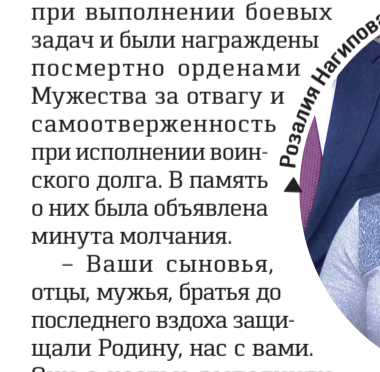 при выполнении боевых
задач и были награждены
посмертно орденами
Мужества за отвагу и
самоотверженность
при исполнении воин-
ского долга. В память
о них была объявлена
минута молчания.
– Ваши сыновья,
отцы, мужья, братья до
последнего вздоха защи-
щали Родину, нас с вами.
Розалия Нагипова